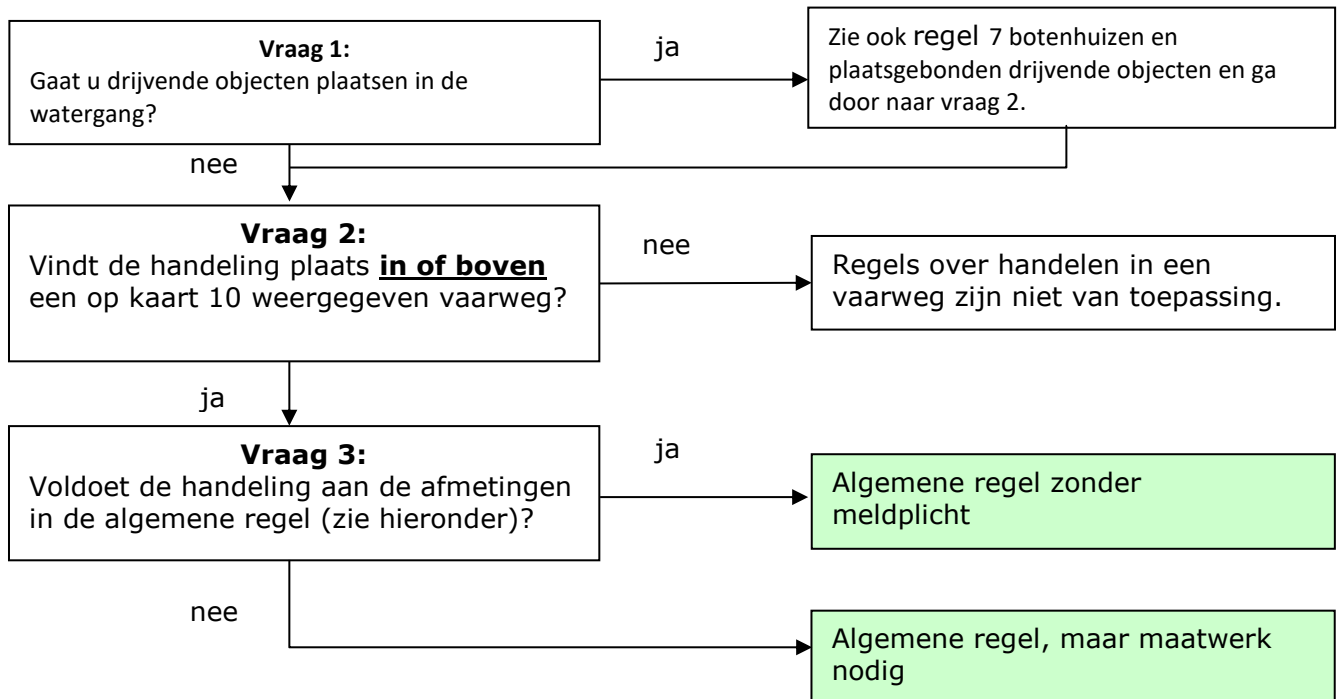 Vraag 1:
Gaat u drijvende objecten plaatsen in de
watergang?
ja
Zie ook regel 7 botenhuizen en
plaatsgebonden drijvende objecten en ga
door naar vraag 2.
nee
Vraag 2:
Vindt de handeling plaats in of boven
een op kaart 10 weergegeven vaarweg?
nee
Regels over handelen in een
vaarweg zijn niet van toepassing.
ja
Vraag 3:
Voldoet de handeling aan de afmetingen
in de algemene regel (zie hieronder)?
ja
Algemene regel zonder
meldplicht
nee
Algemene regel, maar maatwerk
nodig